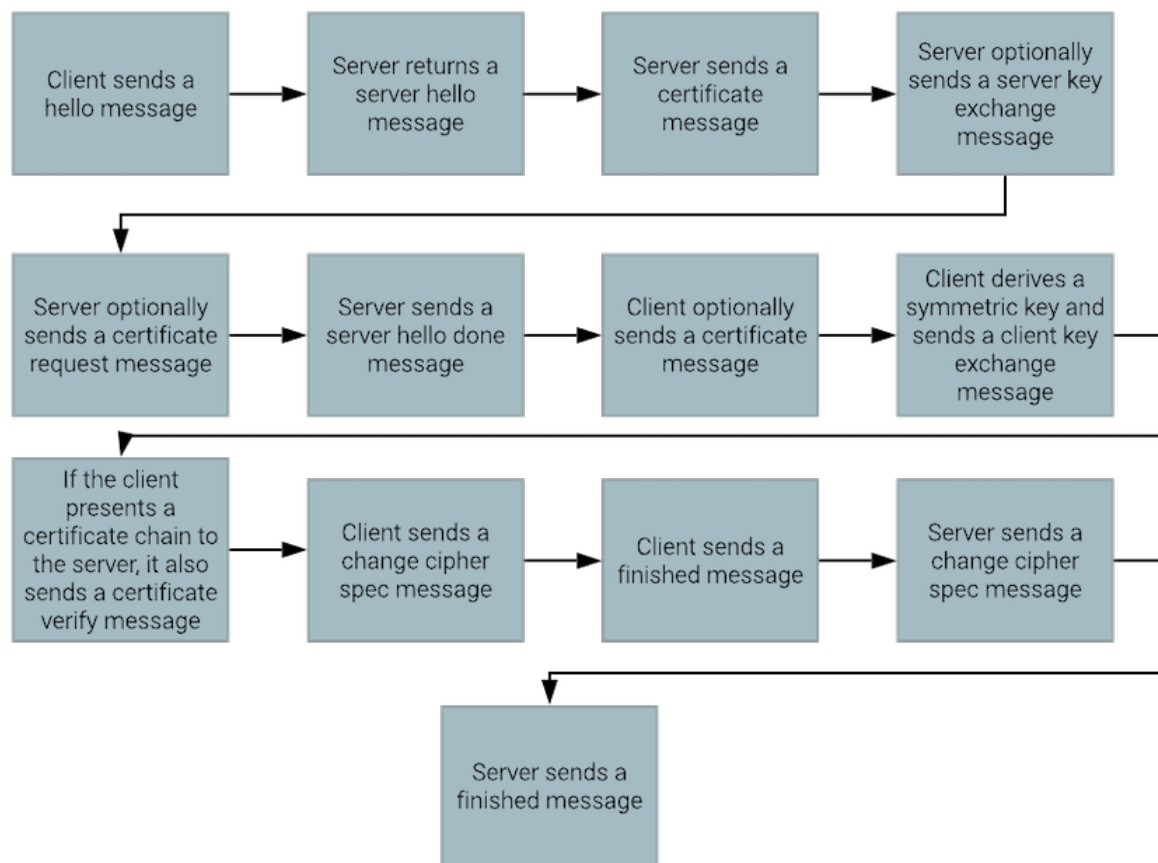 Client sends a
hello message
Server returns a
server hello
message
Server sends a
certificate
message
Server optionally
sends a server key
exchange
message
Server optionally
sends a certificate
request message
Server sends a
server hello done
message
Client optionally
sends a certificate
message
Client derives a
symmetric key and
sends a client key
exchange
message
If the client
presents a
certificate chain to
the server, it also
sends a certificate
verify message
Client sends a
change cipher
spec message
Client sends a
finished message
Server sends a
change cipher
spec message
Server sends a
finished message